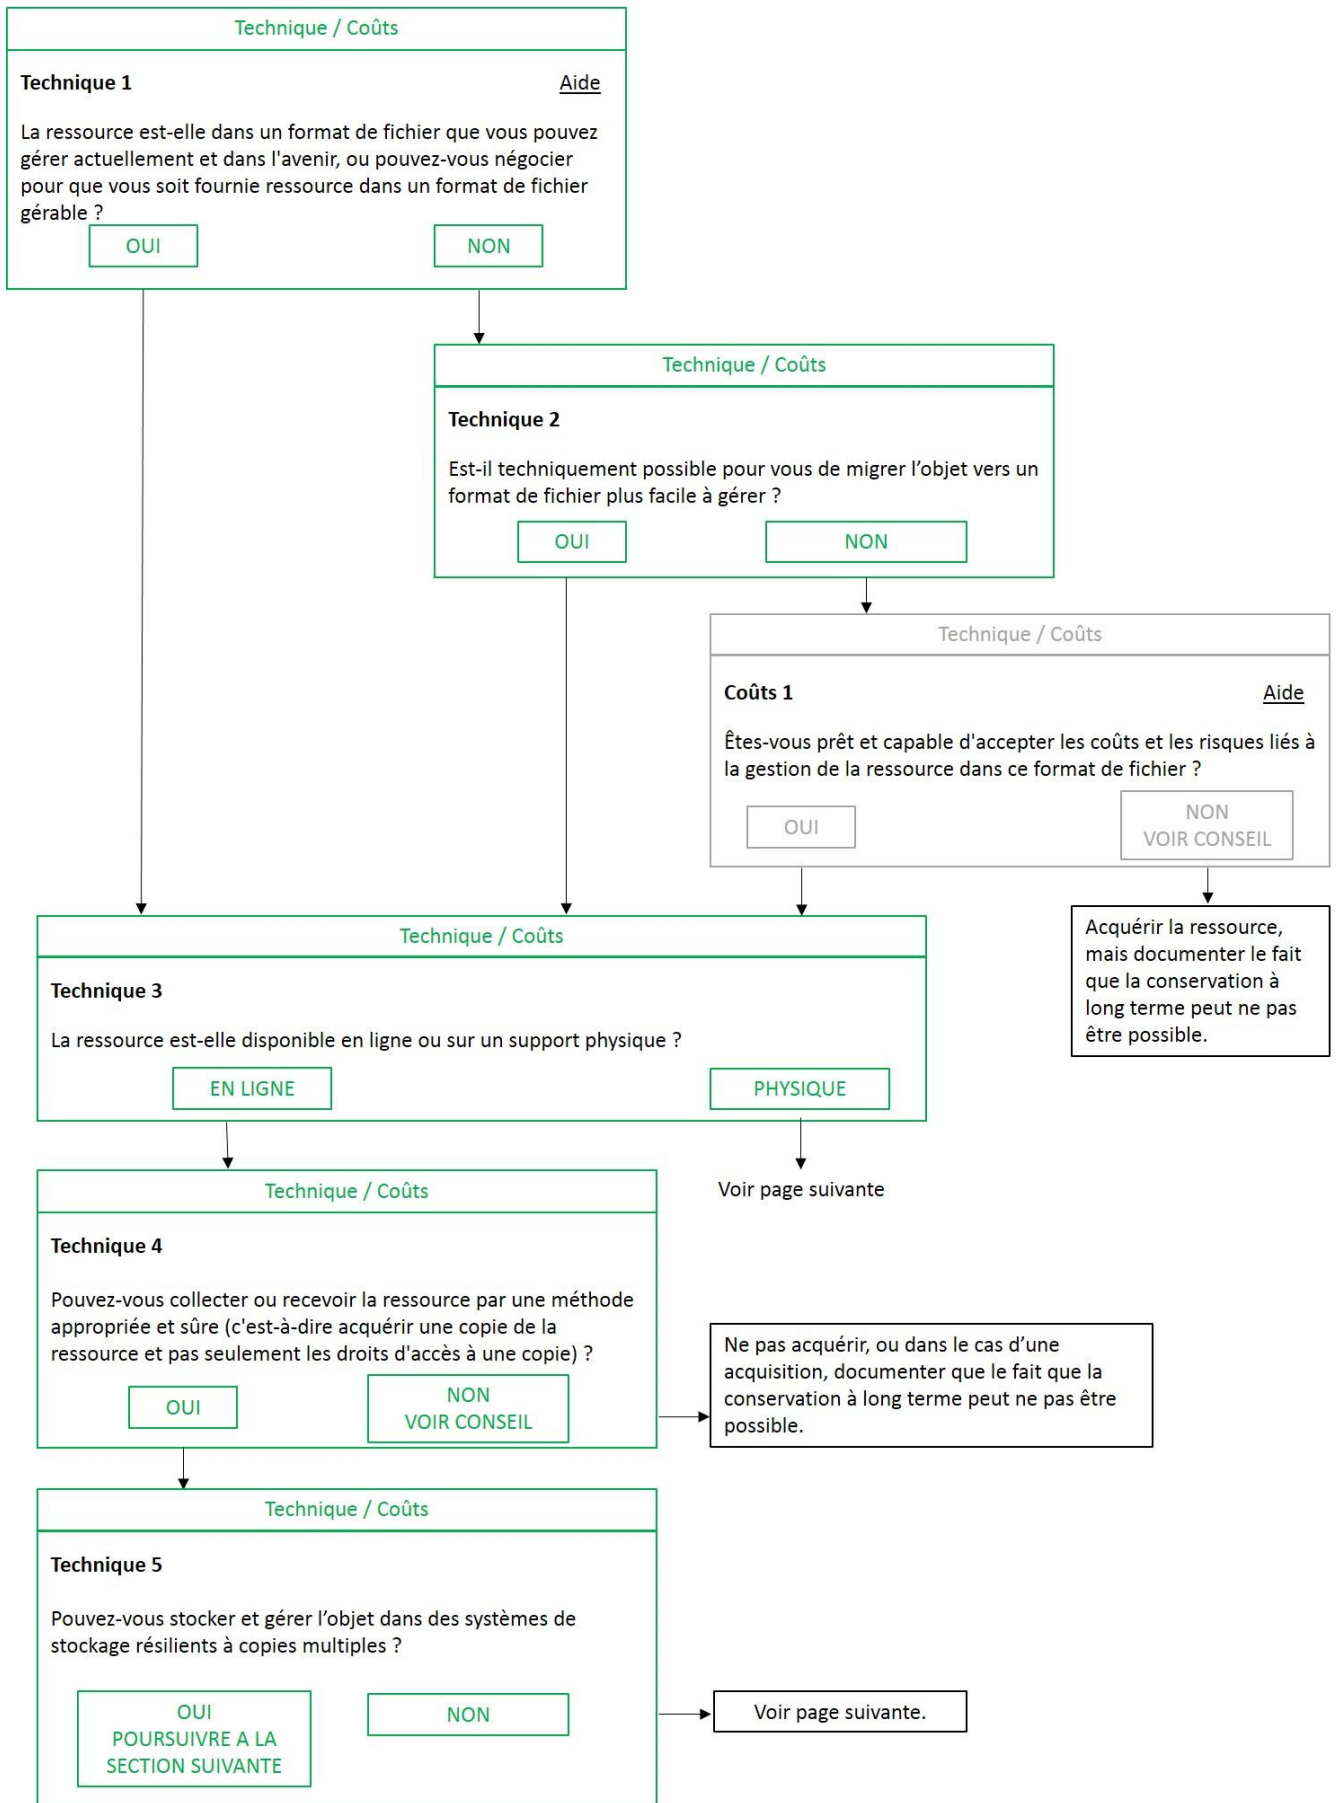 Technique / Coûts
Technique 1
Aide
La ressource est-elle dans un format de fichier que vous pouvez
gérer actuellement et dans l'avenir, ou pouvez-vous négocier
pour que vous soit fournie ressource dans un format de fichier
gérable ?
OUI
NON
Technique / Coûts
Technique 2
Est-il techniquement possible pour vous de migrer l’objet vers un
format de fichier plus facile à gérer ?
OUI
NON
Technique / Coûts
Coûts 1
Aide
Êtes-vous prêt et capable d'accepter les coûts et les risques liés à
la gestion de la ressource dans ce format de fichier ?
OUI
NON
VOIR CONSEIL
Acquérir la ressource,
mais documenter le fait
que la conservation à
long terme peut ne pas
être possible.
Technique / Coûts
Technique 3
La ressource est-elle disponible en ligne ou sur un support physique ?
EN LIGNE
PHYSIQUE
Voir page suivante
Technique / Coûts
Technique 4
Pouvez-vous collecter ou recevoir la ressource par une méthode
appropriée et sûre (c'est-à-dire acquérir une copie de la
ressource et pas seulement les droits d'accès à une copie) ?
OUI
NON
VOIR CONSEIL
Ne pas acquérir, ou dans le cas d’une
acquisition, documenter que le fait que la
conservation à long terme peut ne pas être
possible.
Technique / Coûts
Technique 5
Pouvez-vous stocker et gérer l’objet dans des systèmes de
stockage résilients à copies multiples ?
OUI
POURSUIVRE A LA
SECTION SUIVANTE
NON
Voir page suivante.